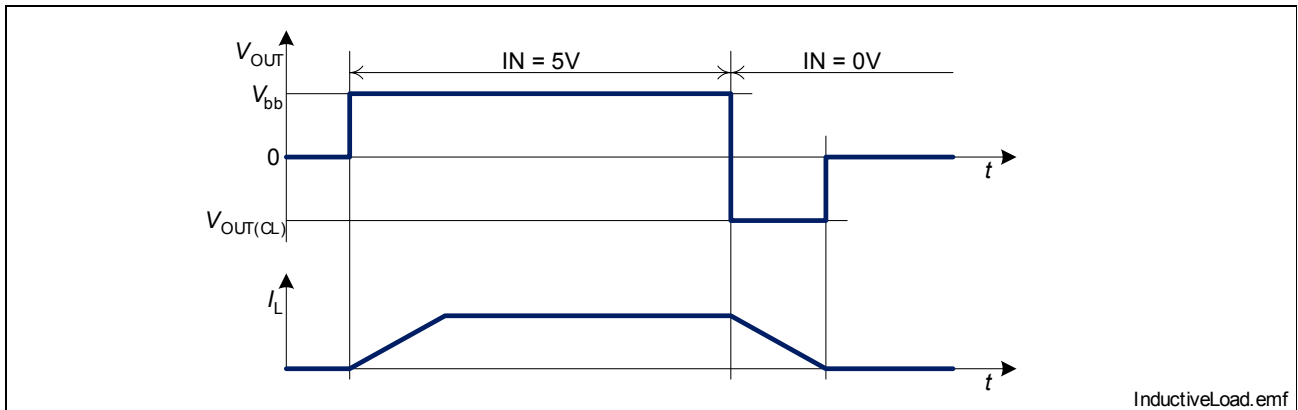 VOUT
IN = 5V
IN = 0V
Vbb
0
t
VOUT(CL)
IL
t
InductiveLoad.emf